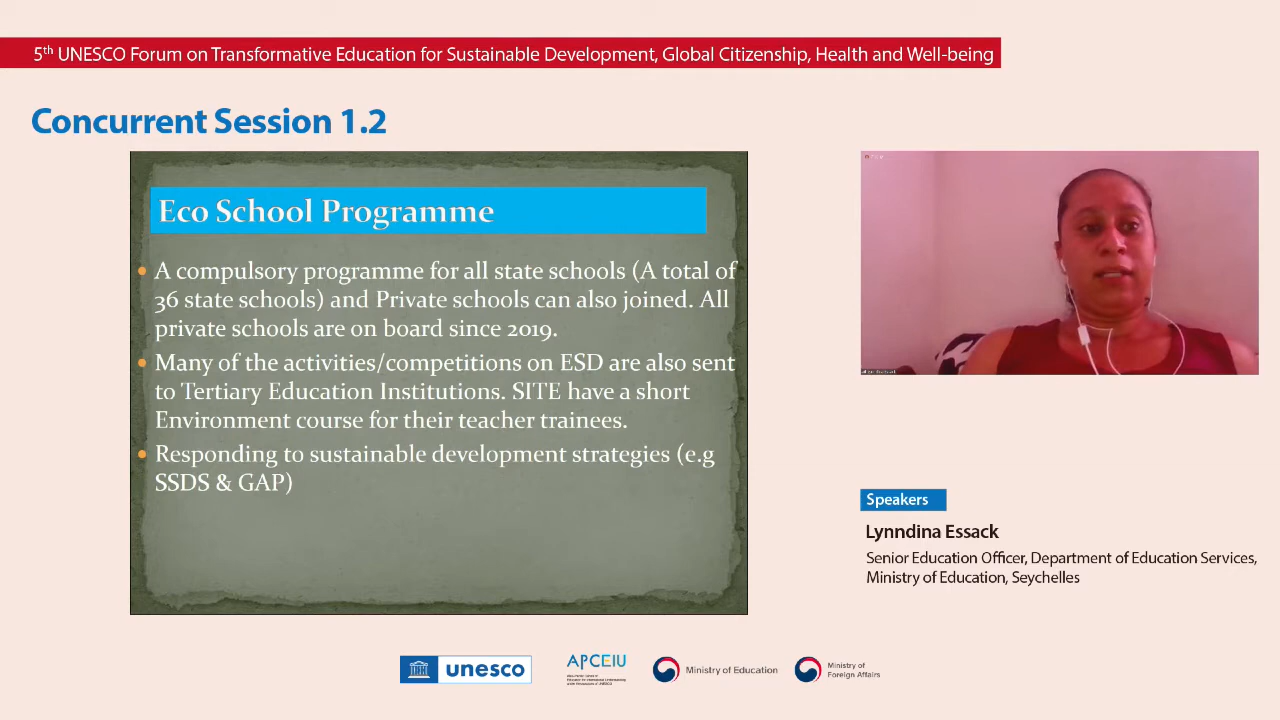 5th UNESCO Forum on Transformative Education for Sustainable Development, Global Citizenship, Health and Well-being
Concurrent Session 1.2
Eco School Programme
• A compulsory programme for all state schools (A total of
36 state schools) and Private schools can also joined. All
private schools are on board since 2019.
• Many of the activities/competitions on ESD are also sent
to Tertiary Education Institutions. SITE have a short
Environment course for their teacher trainees.
• Responding to sustainable development strategies (e.g
SSDS & GAP)
Speakers
Lynndina Essack
Senior Education Officer, Department of Education Services,
Ministry of Education, Seychelles
unesco
APCEIU
Ministry of Education
Ministry of
Foreign Affairs